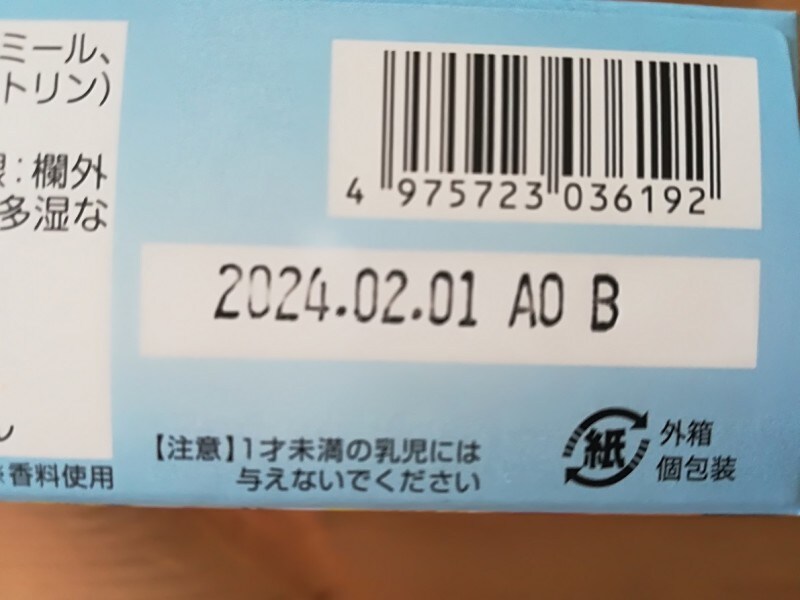 ミール、
トリン)
限:欄外
多湿な
4 975723 036192
2024.02.01 A0 B
【注意】1才未満の乳児には
与えないでください
紙
外箱
個包装
※香料使用